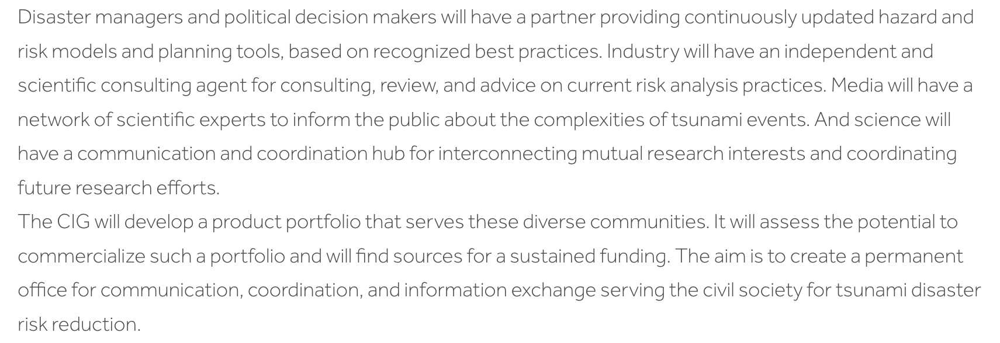 Disaster managers and political decision makers will have a partner providing continuously updated hazard and
risk models and planning tools, based on recognized best practices. Industry will have an independent and
scientific consulting agent for consulting, review, and advice on current risk analysis practices. Media will have a
network of scientific experts to inform the public about the complexities of tsunami events. And science will
have a communication and coordination hub for interconnecting mutual research interests and coordinating
future research efforts.
The CIG will develop a product portfolio that serves these diverse communities. It will assess the potential to
commercialize such a portfolio and will find sources for a sustained funding. The aim is to create a permanent
office for communication, coordination, and information exchange serving the civil society for tsunami disaster
risk reduction.